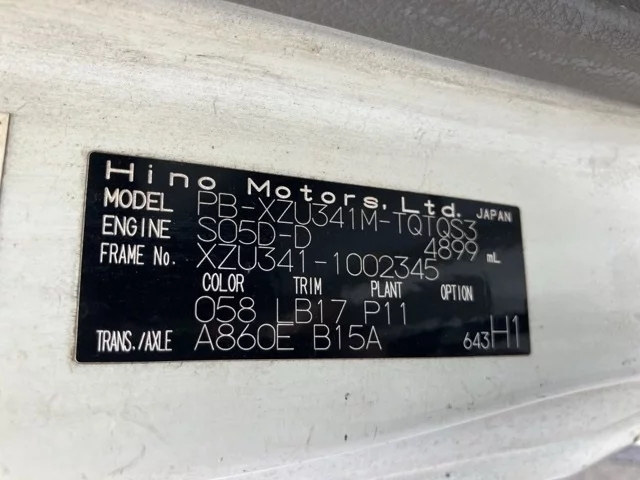 Hino Motors, Ltd. JAPAN
MODEL PB-XZU341M-TQTQS3
ENGINE S05D-D 4899 mL
FRAME No. XZU341-1002345
COLOR TRIM PLANT OPTION
058 LB17 P11
TRANS./AXLE A860E B15A 643H1